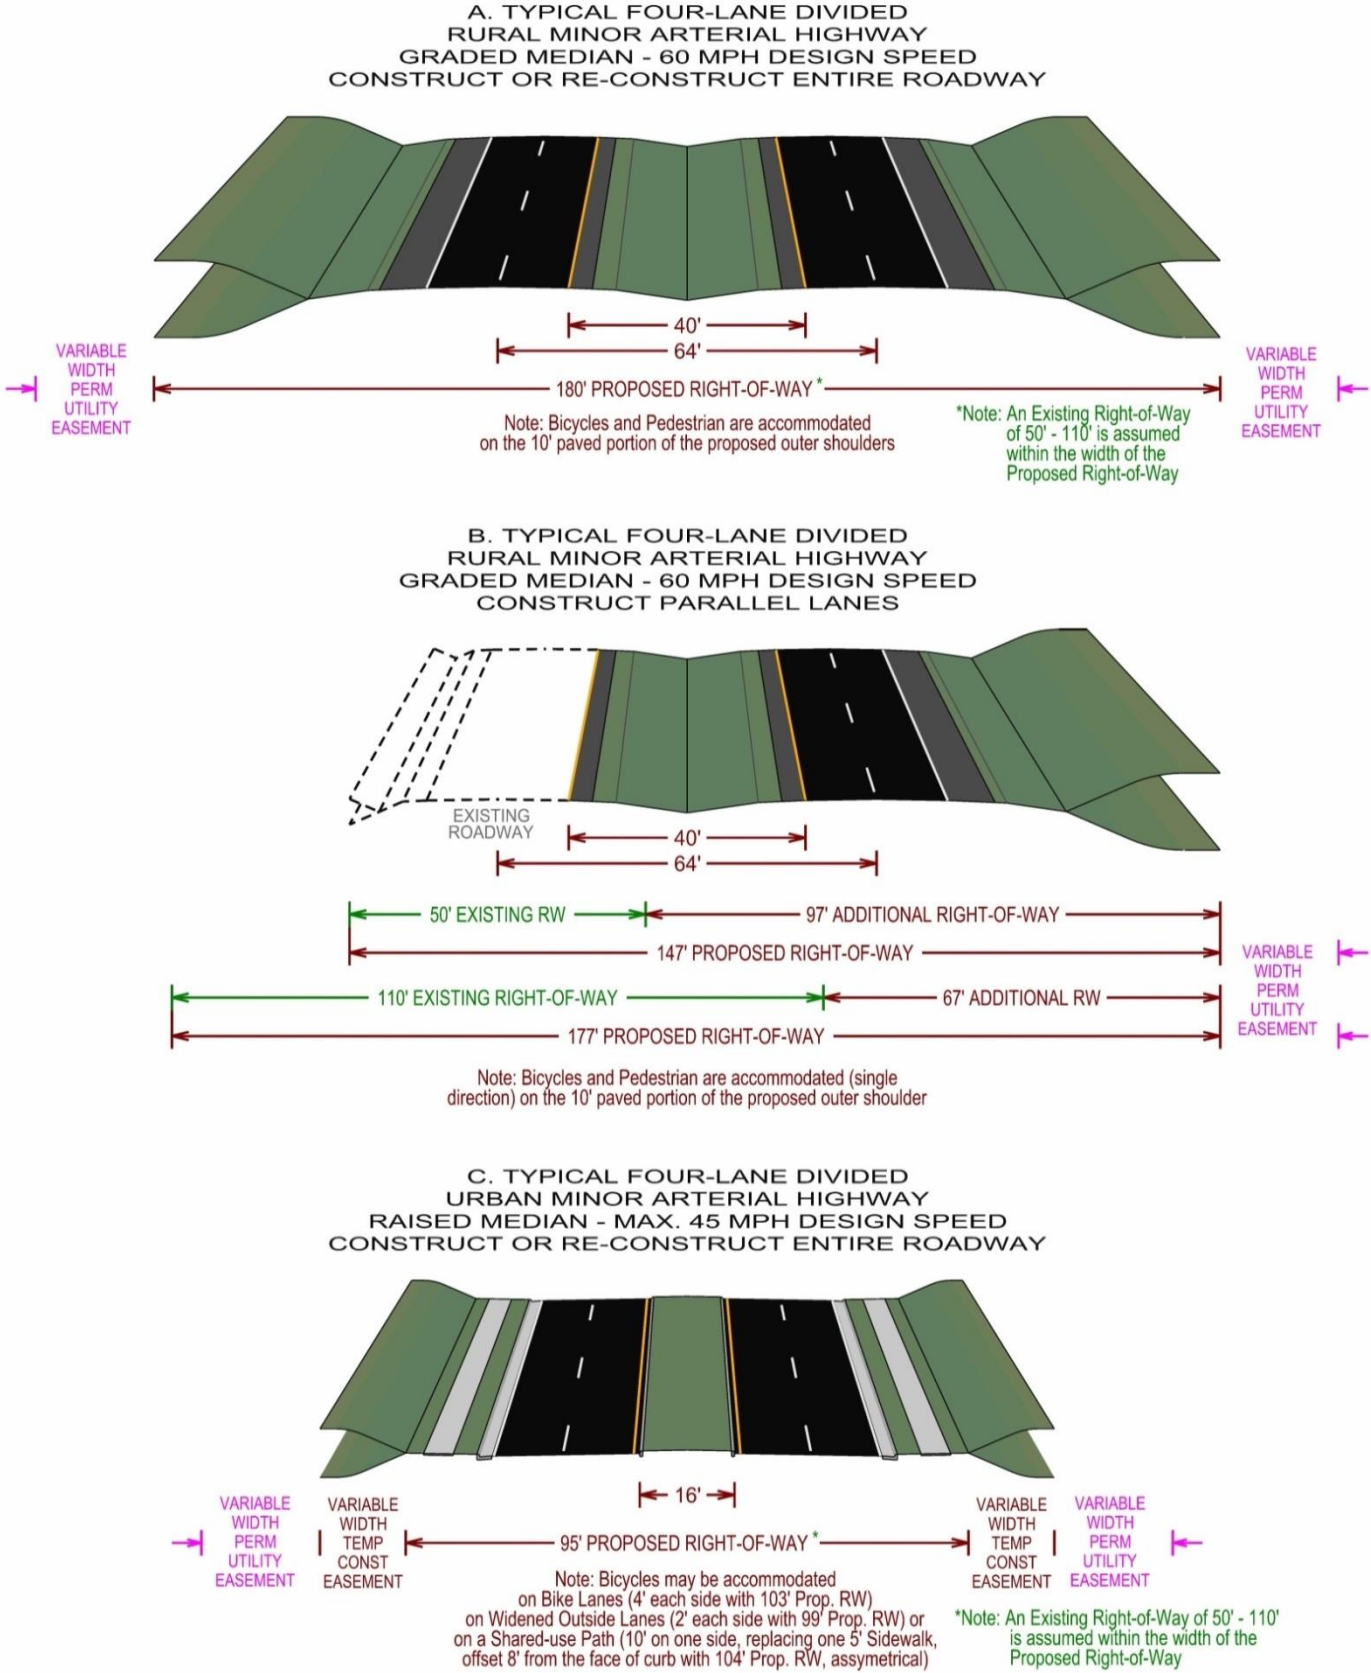 A. TYPICAL FOUR-LANE DIVIDED
RURAL MINOR ARTERIAL HIGHWAY
GRADED MEDIAN - 60 MPH DESIGN SPEED
CONSTRUCT OR RE-CONSTRUCT ENTIRE ROADWAY
40'
64'
180' PROPOSED RIGHT-OF-WAY *
VARIABLE
WIDTH
PERM
UTILITY
EASEMENT
VARIABLE
WIDTH
PERM
UTILITY
EASEMENT
Note: Bicycles and Pedestrian are accommodated
on the 10' paved portion of the proposed outer shoulders
*Note: An Existing Right-of-Way
of 50' - 110' is assumed
within the width of the
Proposed Right-of-Way
B. TYPICAL FOUR-LANE DIVIDED
RURAL MINOR ARTERIAL HIGHWAY
GRADED MEDIAN - 60 MPH DESIGN SPEED
CONSTRUCT PARALLEL LANES
EXISTING
ROADWAY
40'
64'
50' EXISTING RW
97' ADDITIONAL RIGHT-OF-WAY
147' PROPOSED RIGHT-OF-WAY
110' EXISTING RIGHT-OF-WAY
67' ADDITIONAL RW
177' PROPOSED RIGHT-OF-WAY
VARIABLE
WIDTH
PERM
UTILITY
EASEMENT
Note: Bicycles and Pedestrian are accommodated (single
direction) on the 10' paved portion of the proposed outer shoulder
C. TYPICAL FOUR-LANE DIVIDED
URBAN MINOR ARTERIAL HIGHWAY
RAISED MEDIAN - MAX. 45 MPH DESIGN SPEED
CONSTRUCT OR RE-CONSTRUCT ENTIRE ROADWAY
16'
VARIABLE
WIDTH
PERM
UTILITY
EASEMENT
VARIABLE
WIDTH
TEMP
CONST
EASEMENT
95' PROPOSED RIGHT-OF-WAY *
VARIABLE
WIDTH
TEMP
CONST
EASEMENT
VARIABLE
WIDTH
PERM
UTILITY
EASEMENT
Note: Bicycles may be accommodated
on Bike Lanes (4' each side with 103' Prop. RW)
on Widened Outside Lanes (2' each side with 99' Prop. RW) or
on a Shared-use Path (10' on one side, replacing one 5' Sidewalk,
offset 8' from the face of curb with 104' Prop. RW, assymetrical)
*Note: An Existing Right-of-Way of 50' - 110'
is assumed within the width of the
Proposed Right-of-Way